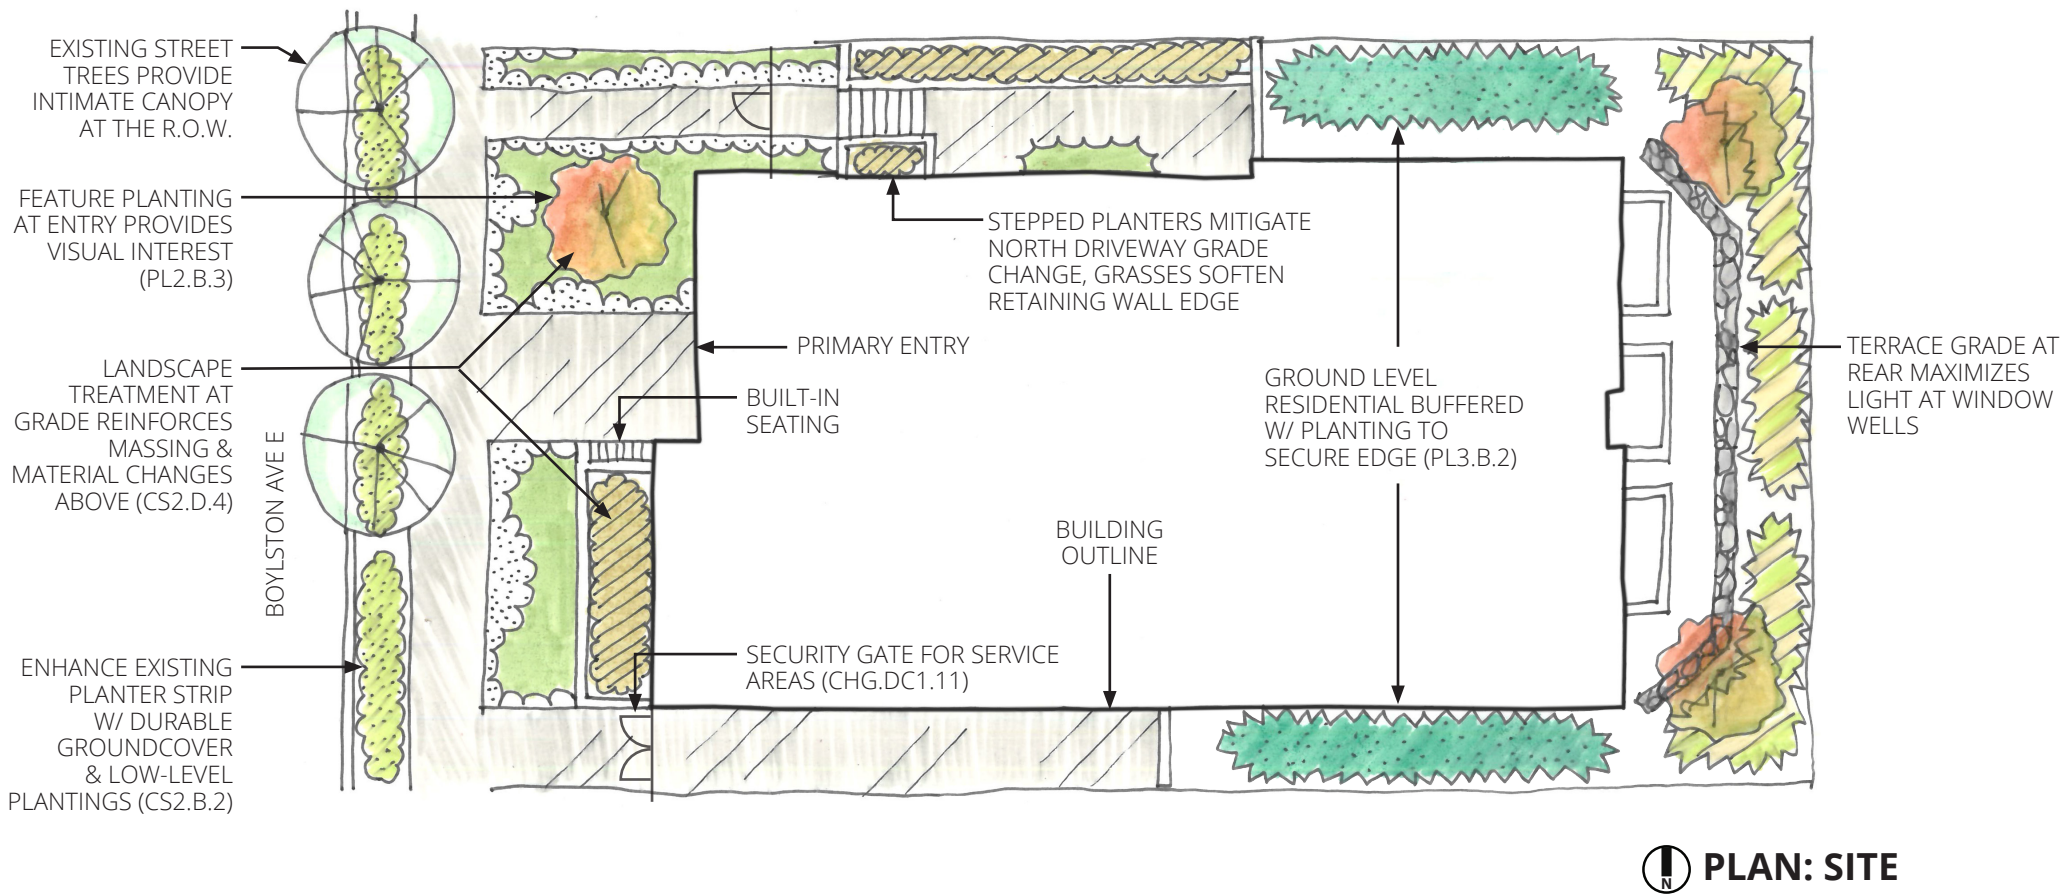 EXISTING STREET
TREES PROVIDE
INTIMATE CANOPY
AT THE R.O.W.
FEATURE PLANTING
AT ENTRY PROVIDES
VISUAL INTEREST
(PL2.B.3)
LANDSCAPE
TREATMENT AT
GRADE REINFORCES
MASSING &
MATERIAL CHANGES
ABOVE (CS2.D.4)
BOYLSTON AVE E
ENHANCE EXISTING
PLANTER STRIP
W/ DURABLE
GROUNDCOVER
& LOW-LEVEL
PLANTINGS (CS2.B.2)
STEPPED PLANTERS MITIGATE
NORTH DRIVEWAY GRADE
CHANGE, GRASSES SOFTEN
RETAINING WALL EDGE
PRIMARY ENTRY
BUILT-IN
SEATING
GROUND LEVEL
RESIDENTIAL BUFFERED
W/ PLANTING TO
SECURE EDGE (PL3.B.2)
BUILDING
OUTLINE
SECURITY GATE FOR SERVICE
AREAS (CHG.DC1.11)
TERRACE GRADE AT
REAR MAXIMIZES
LIGHT AT WINDOW
WELLS
N
PLAN: SITE